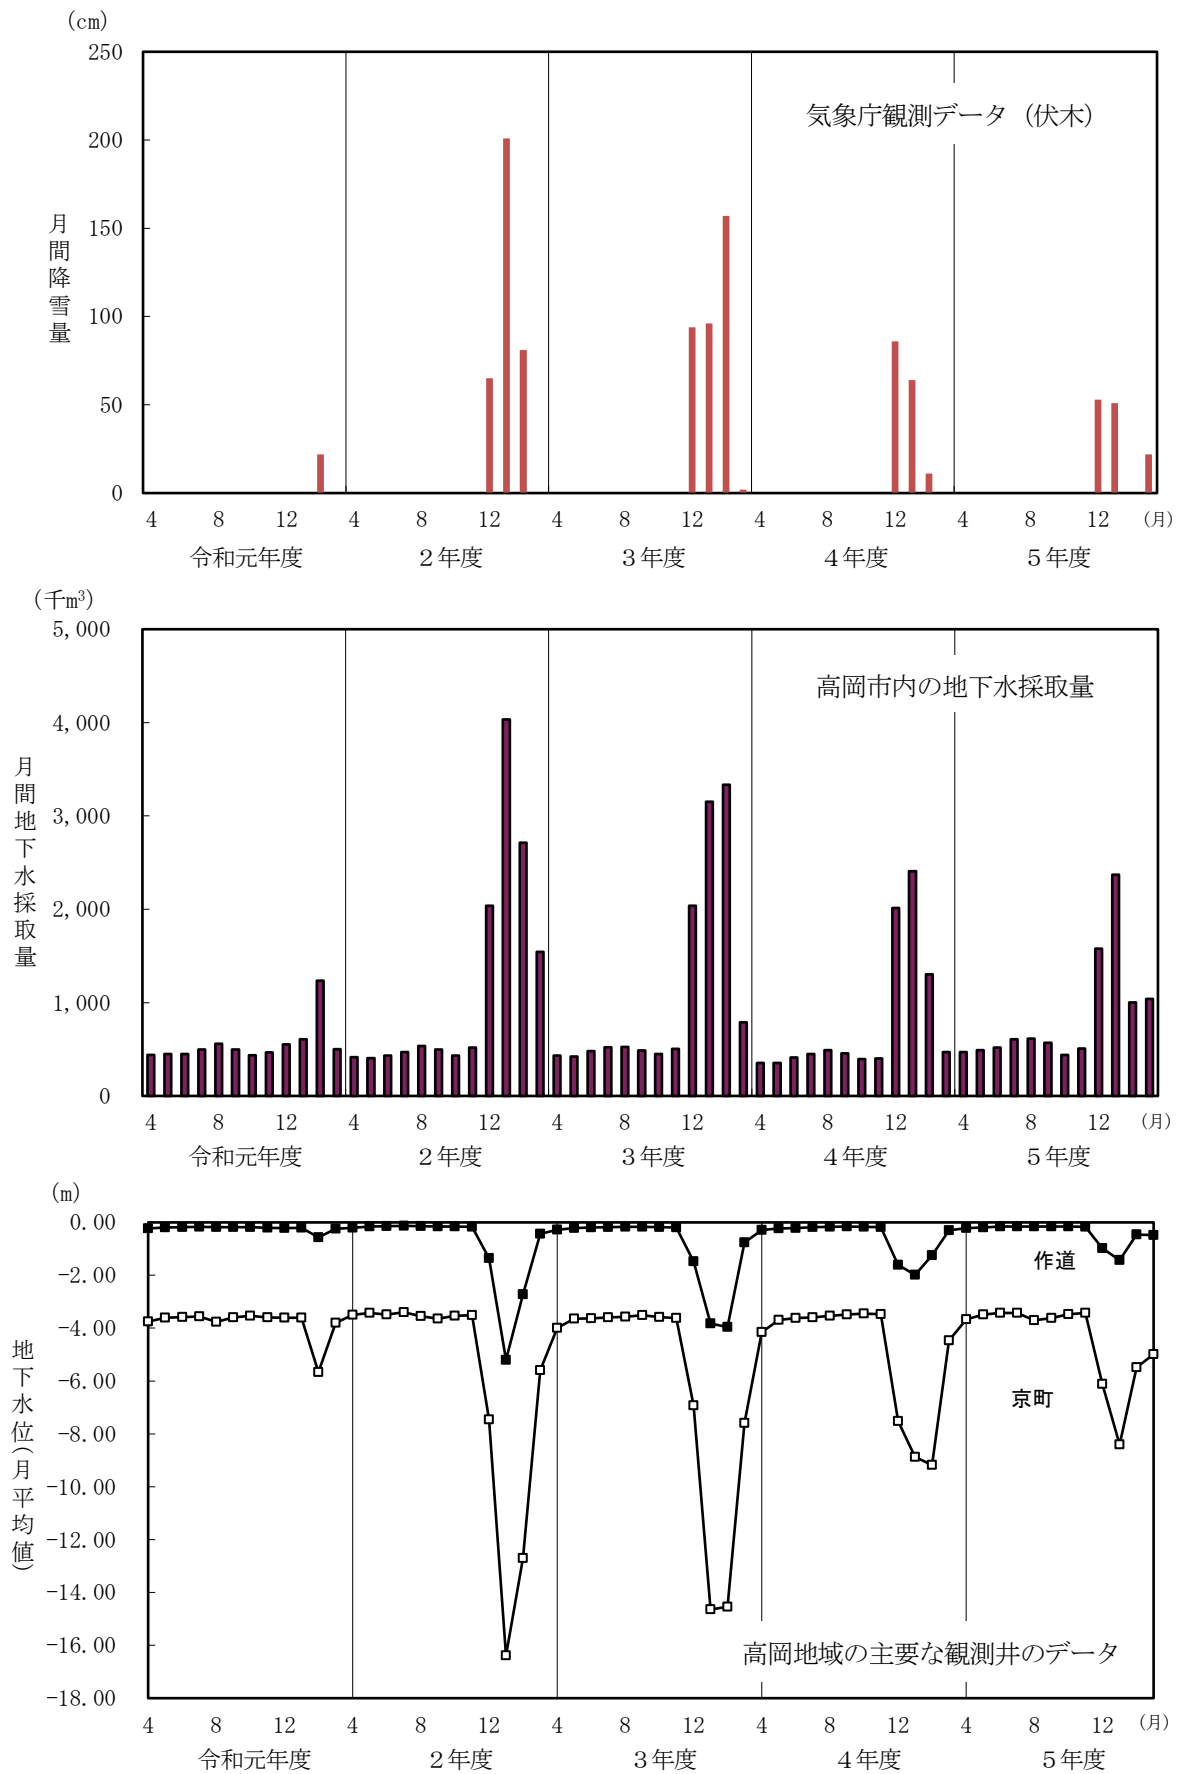 (cm)
250
200
150
100
50
0
月間降雪量
気象庁観測データ（伏木）
4 8 12 4 8 12 4 8 12 4 8 12 4 8 12 (月)
令和元年度 ２年度 ３年度 ４年度 ５年度
(千m³)
5,000
4,000
3,000
2,000
1,000
0
月間地下水採取量
高岡市内の地下水採取量
4 8 12 4 8 12 4 8 12 4 8 12 4 8 12 (月)
令和元年度 ２年度 ３年度 ４年度 ５年度
(m)
0.00
-2.00
-4.00
-6.00
-8.00
-10.00
-12.00
-14.00
-16.00
-18.00
地下水位(月平均値)
作道
京町
高岡地域の主要な観測井のデータ
4 8 12 4 8 12 4 8 12 4 8 12 4 12 (月)
令和元年度 ２年度 ３年度 ４年度 ５年度